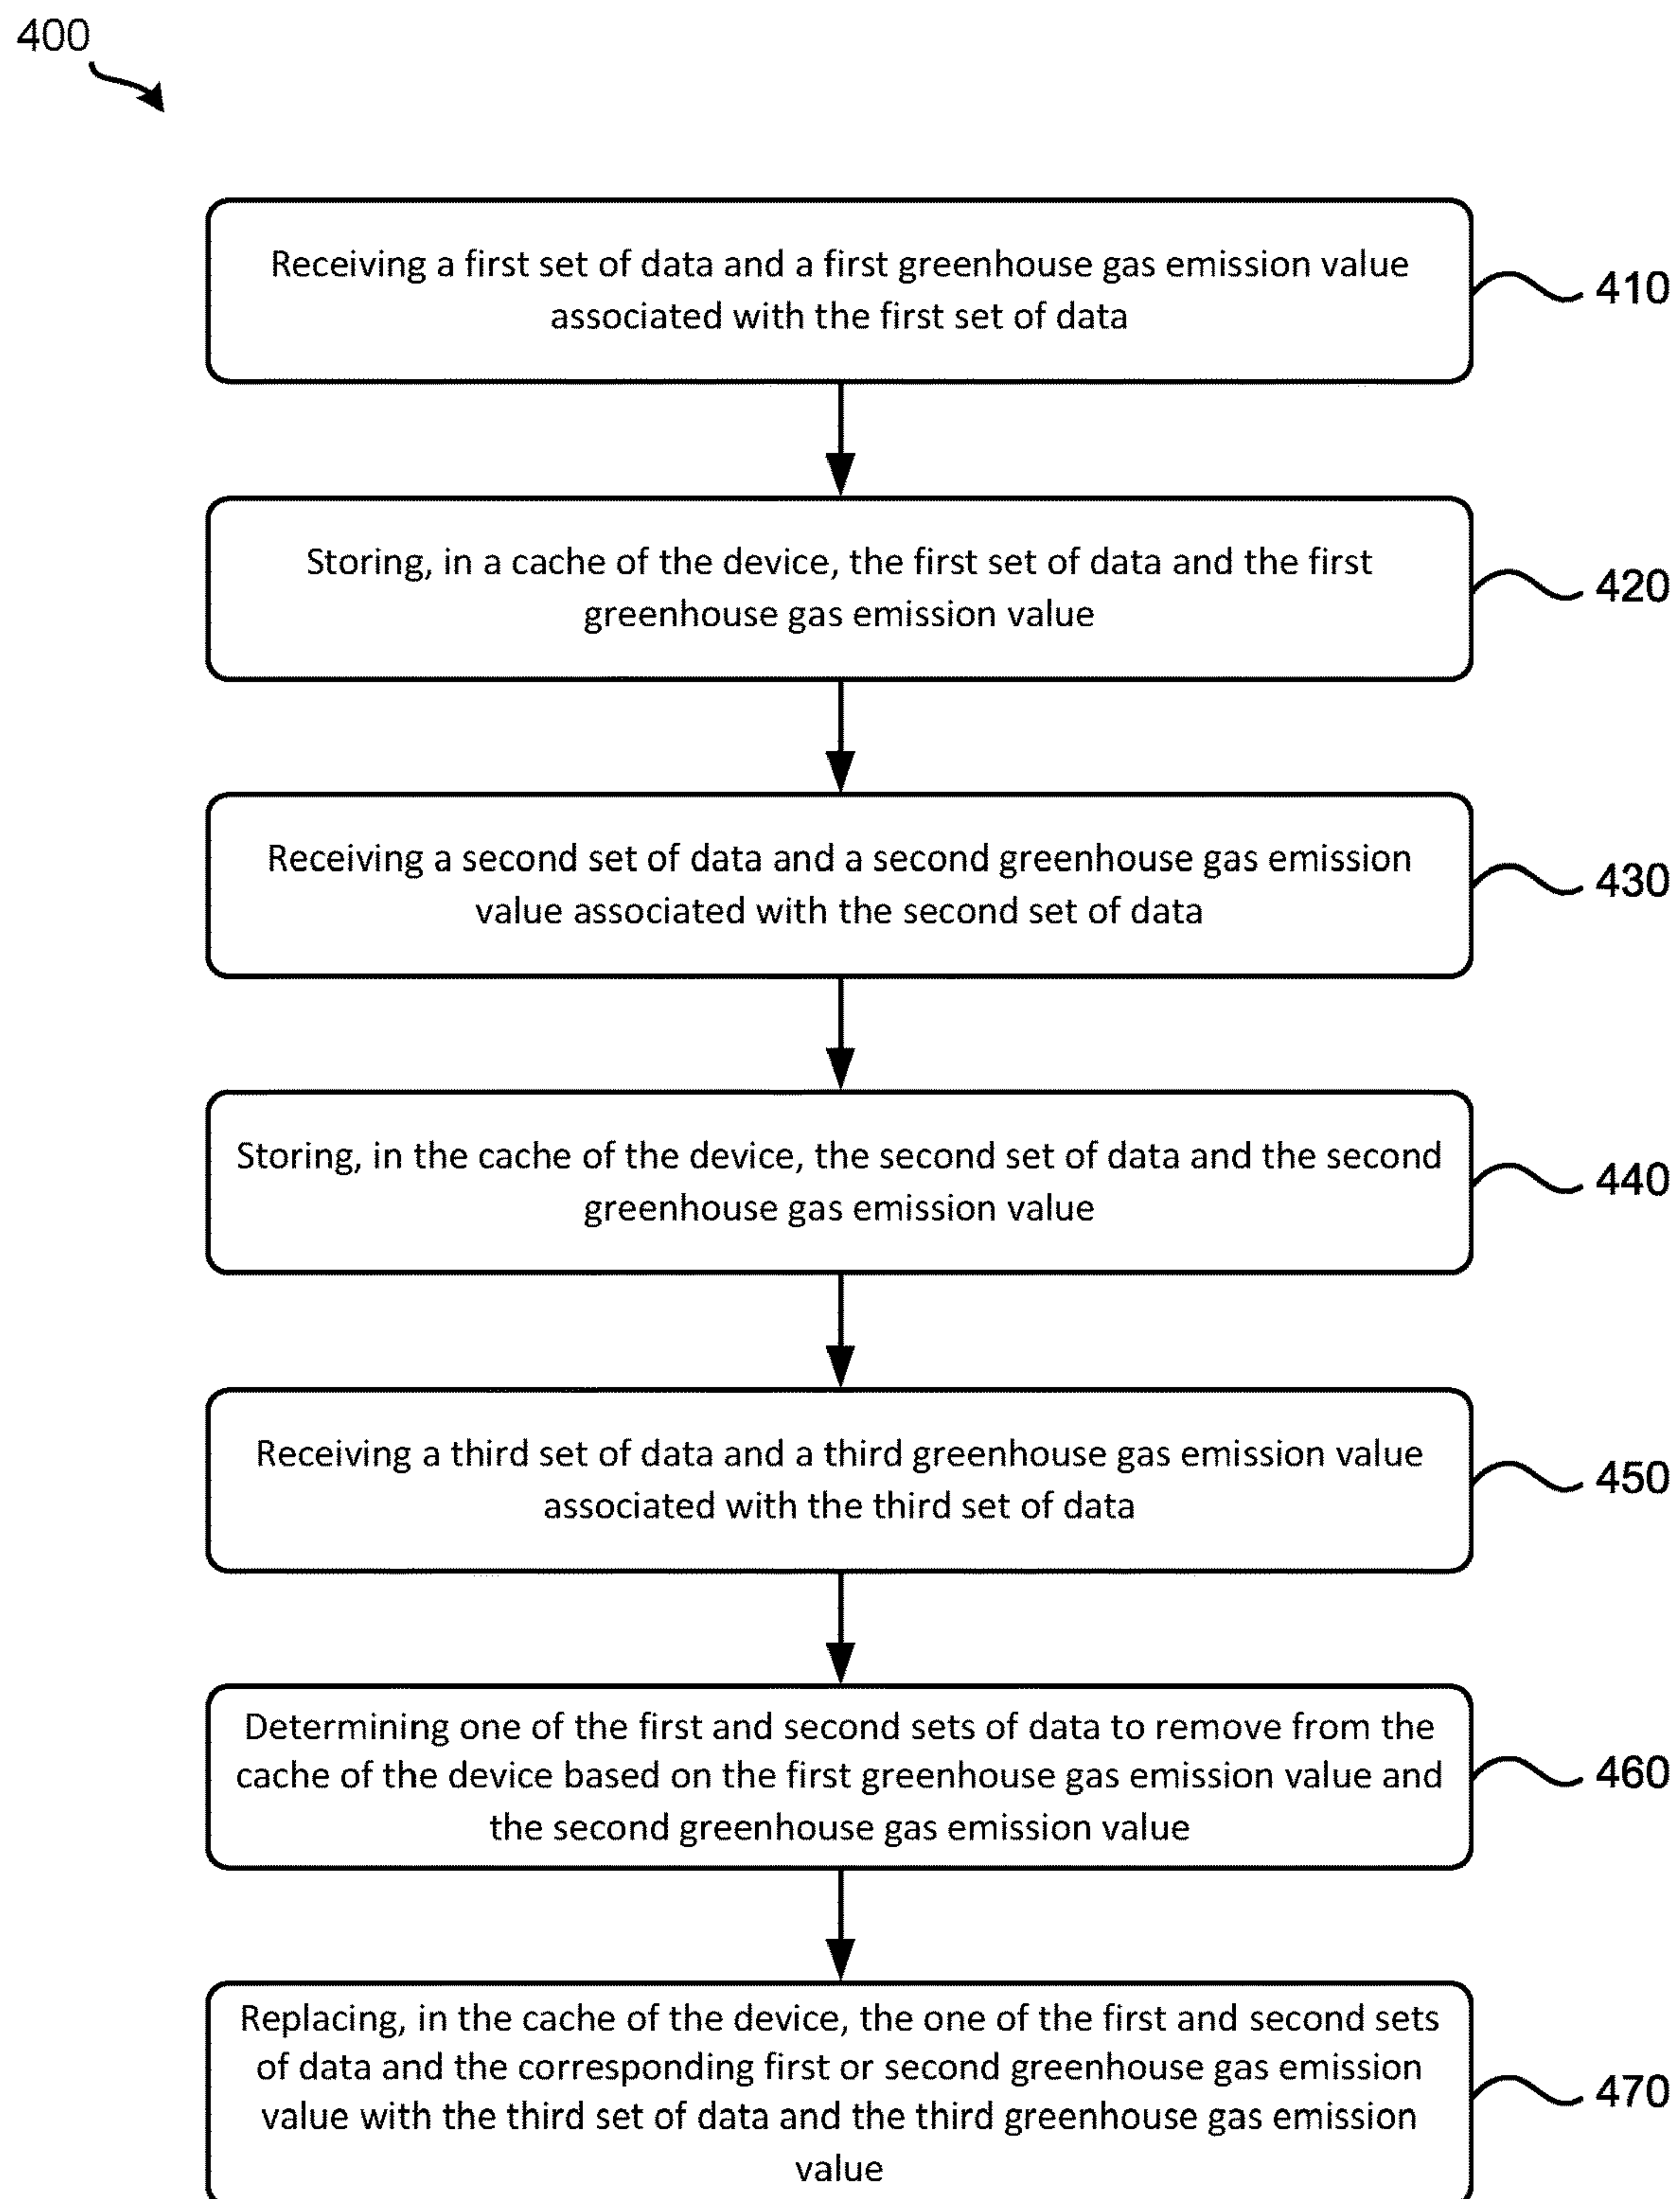 400
Receiving a first set of data and a first greenhouse gas emission value
associated with the first set of data
410
Storing, in a cache of the device, the first set of data and the first
greenhouse gas emission value
420
Receiving a second set of data and a second greenhouse gas emission
value associated with the second set of data
430
Storing, in the cache of the device, the second set of data and the second
greenhouse gas emission value
440
Receiving a third set of data and a third greenhouse gas emission value
associated with the third set of data
450
Determining one of the first and second sets of data to remove from the
cache of the device based on the first greenhouse gas emission value and
the second greenhouse gas emission value
460
Replacing, in the cache of the device, the one of the first and second sets
of data and the corresponding first or second greenhouse gas emission
value with the third set of data and the third greenhouse gas emission
value
470